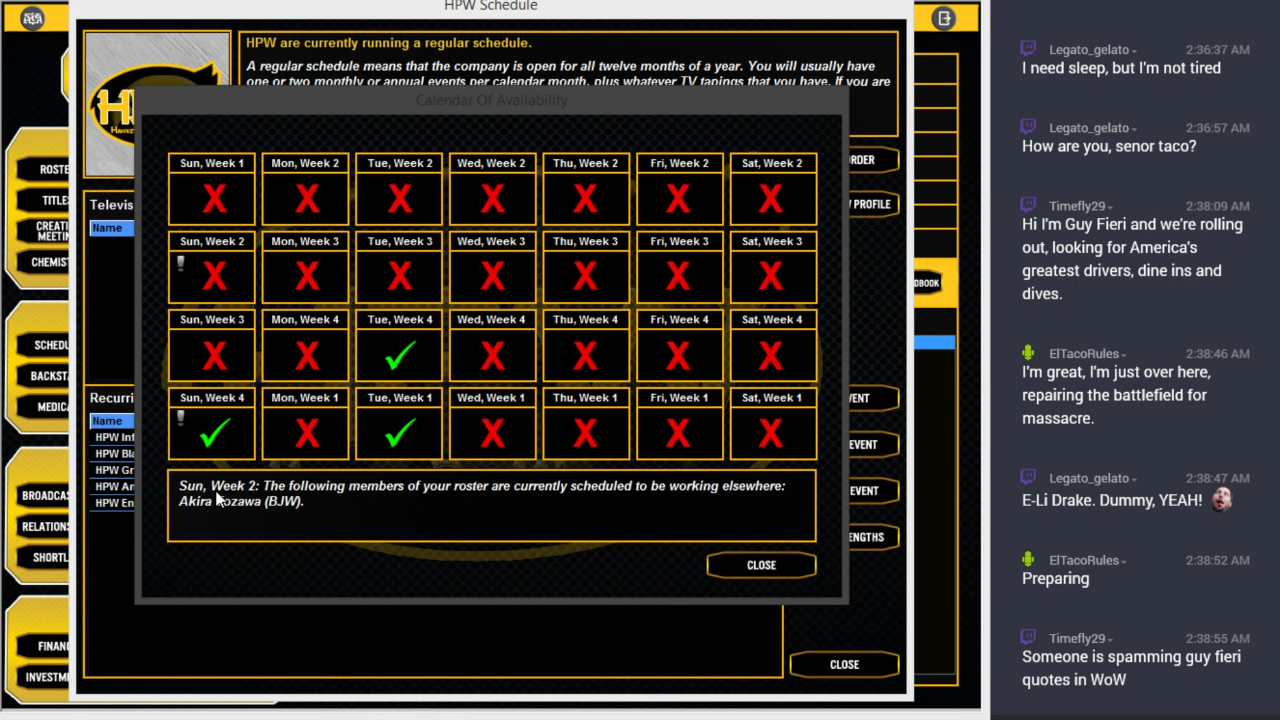 HPW Schedule
HPW are currently running a regular schedule.
A regular schedule means that the company is open for all twelve months of a year. You will usually have
one or two monthly or annual events per calendar month, plus whatever TV tapings that you have. If you are
Calendar Of Availability
Sun, Week 1 Mon, Week 2 Tue, Week 2 Wed, Week 2 Thu, Week 2 Fri, Week 2 Sat, Week 2
X X X X X X X
Sun, Week 2 Mon, Week 3 Tue, Week 3 Wed, Week 3 Thu, Week 3 Fri, Week 3 Sat, Week 3
! X X X X X X X
Sun, Week 3 Mon, Week 4 Tue, Week 4 Wed, Week 4 Thu, Week 4 Fri, Week 4 Sat, Week 4
X X ✓ X X X X
Sun, Week 4 Mon, Week 1 Tue, Week 1 Wed, Week 1 Thu, Week 1 Fri, Week 1 Sat, Week 1
! ✓ X ✓ X X X X
Sun, Week 2: The following members of your roster are currently scheduled to be working elsewhere:
Akira (BJW).
CLOSE
ROSTE
TITLES
CREATI
MEETIN
CHEMIST
SCHEDU
BACKSTA
MEDICA
BROADCAS
RELATIONS
SHORTL
FINAN
INVESTM
Televis
Name
Recurri
Name
HPW Inf
HPW Bla
HPW Gr
HPW An
HPW En
ORDER
PROFILE
DBOOK
VENT
EVENT
EVENT
ENGTHS
CLOSE
Legato_gelato 2:36:37 AM
I need sleep, but I'm not tired
Legato_gelato 2:36:57 AM
How are you, senor taco?
Timefly29 2:38:09 AM
Hi I'm Guy Fieri and we're rolling
out, looking for America's
greatest drivers, dine ins and
dives.
ElTacoRules 2:38:46 AM
I'm great, I'm just over here,
repairing the battlefield for
massacre.
Legato_gelato 2:38:47 AM
E-Li Drake. Dummy, YEAH!
ElTacoRules 2:38:52 AM
Preparing
Timefly29 2:38:55 AM
Someone is spamming guy fieri
quotes in WoW